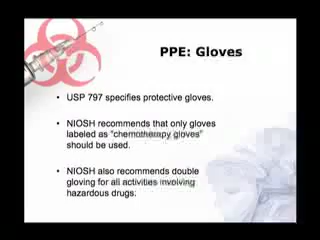 PPE: Gloves
• USP 797 specifies protective gloves.
• NIOSH recommends that only gloves
labeled as “chemotherapy gloves”
should be used.
• NIOSH also recommends double
gloving for all activities involving
hazardous drugs.